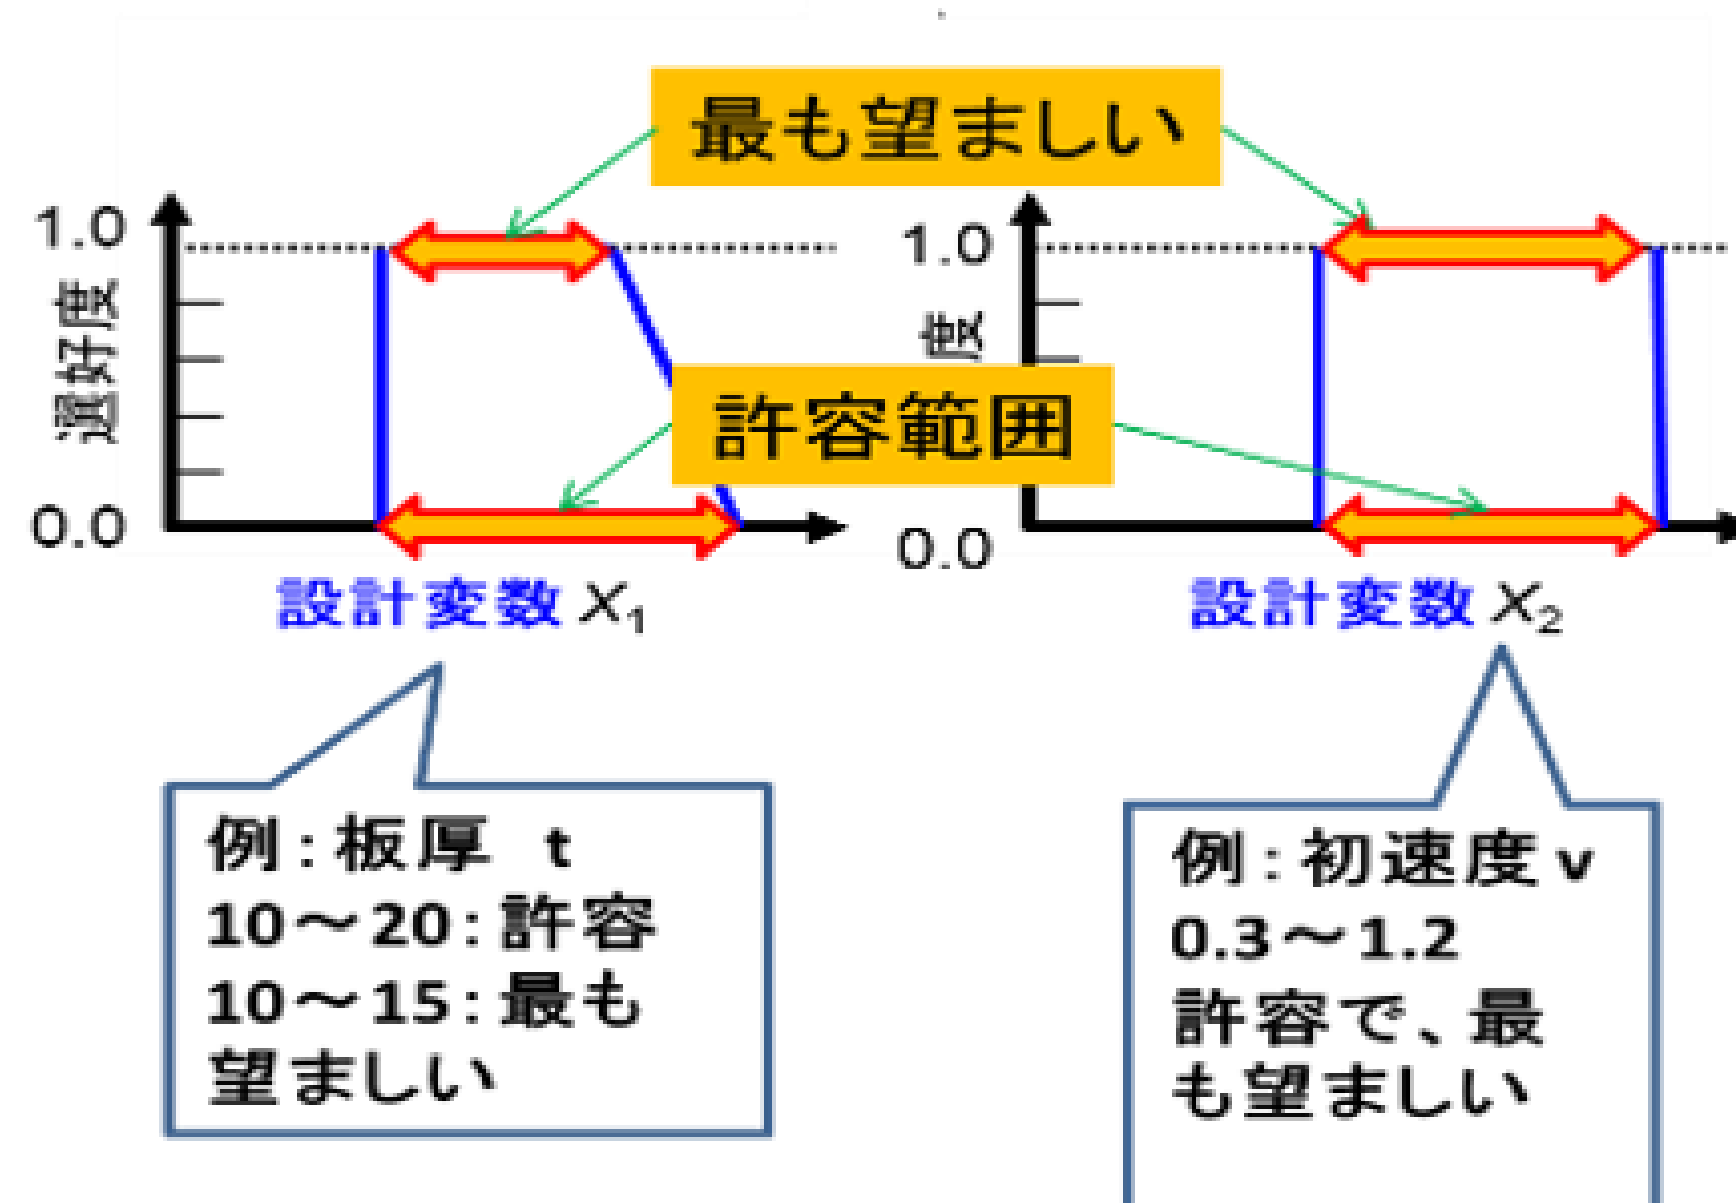 最も望ましい
1.0
選好度
0.0
1.0
度
0.0
許容範囲
設計変数 X₁
設計変数 X₂
例:板厚 t
10~20:許容
10~15:最も
望ましい
例:初速度 v
0.3~1.2
許容で、最
も望ましい